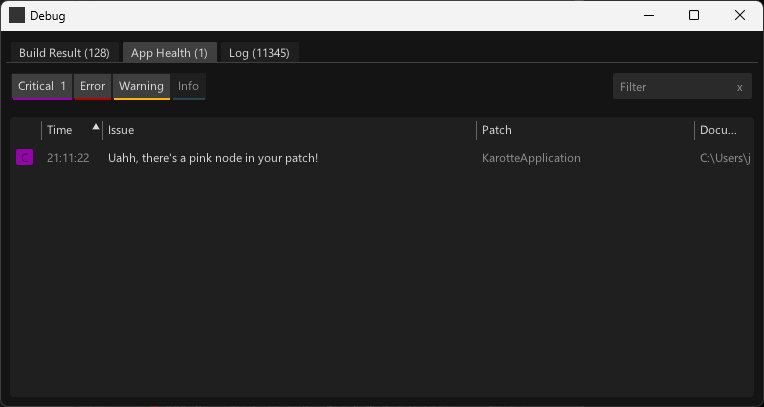 Debug
Build Result (128) App Health (1) Log (11345)
Critical 1 Error Warning Info Filter x
Time Issue Patch Docu...
C 21:11:22 Uahh, there's a pink node in your patch! KarotteApplication C:\Users\j